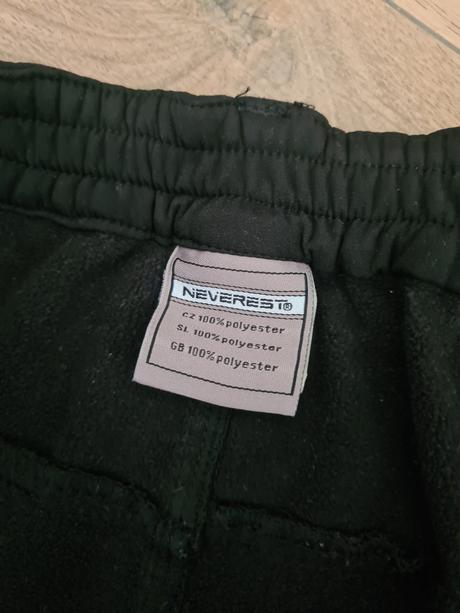 NEVEREST®
CZ 100% polyester
SL 100% polyester
GB 100% polyester